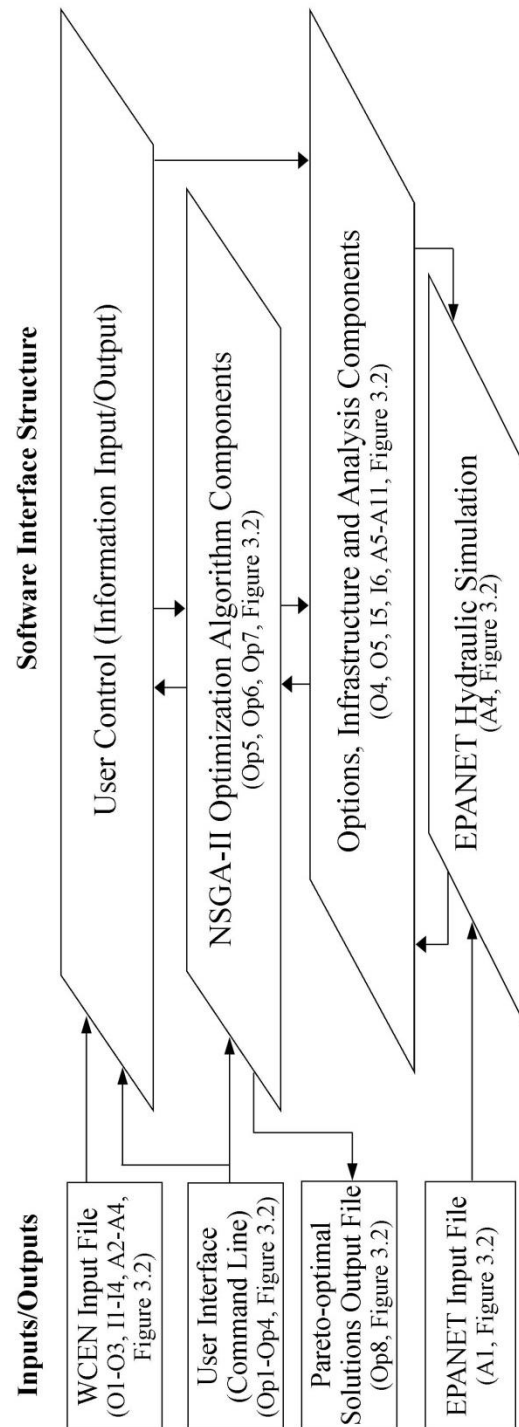 Inputs/Outputs
Software Interface Structure
WCEN Input File
(O1-O3, I1-I4, A2-A4,
Figure 3.2)
User Control (Information Input/Output)
User Interface
(Command Line)
(Op1-Op4, Figure 3.2)
NSGA-II Optimization Algorithm Components
(Op5, Op6, Op7, Figure 3.2)
Pareto-optimal
Solutions Output File
(Op8, Figure 3.2)
Options, Infrastructure and Analysis Components
(O4, O5, I5, I6, A5-A11, Figure 3.2)
EPANET Input File
(A1, Figure 3.2)
EPANET Hydraulic Simulation
(A4, Figure 3.2)